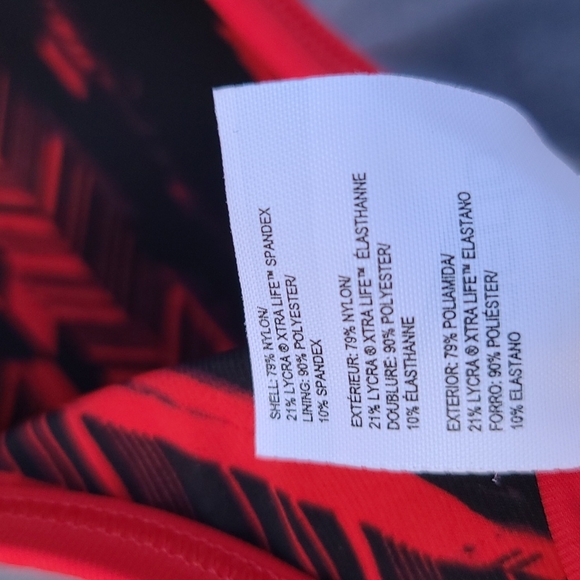 SHELL: 79% NYLON/
21% LYCRA ® XTRA LIFE™ SPANDEX
LINING: 90% POLYESTER/
10% SPANDEX
EXTÉRIEUR: 79% NYLON/
21% LYCRA ® XTRA LIFE™ ÉLASTHANNE
DOUBLURE: 90% POLYESTER/
10% ÉLASTHANNE
EXTERIOR: 79% POLIAMIDA/
21% LYCRA ® XTRA LIFE™ ELASTANO
FORRO: 90% POLIÉSTER/
10% ELASTANO